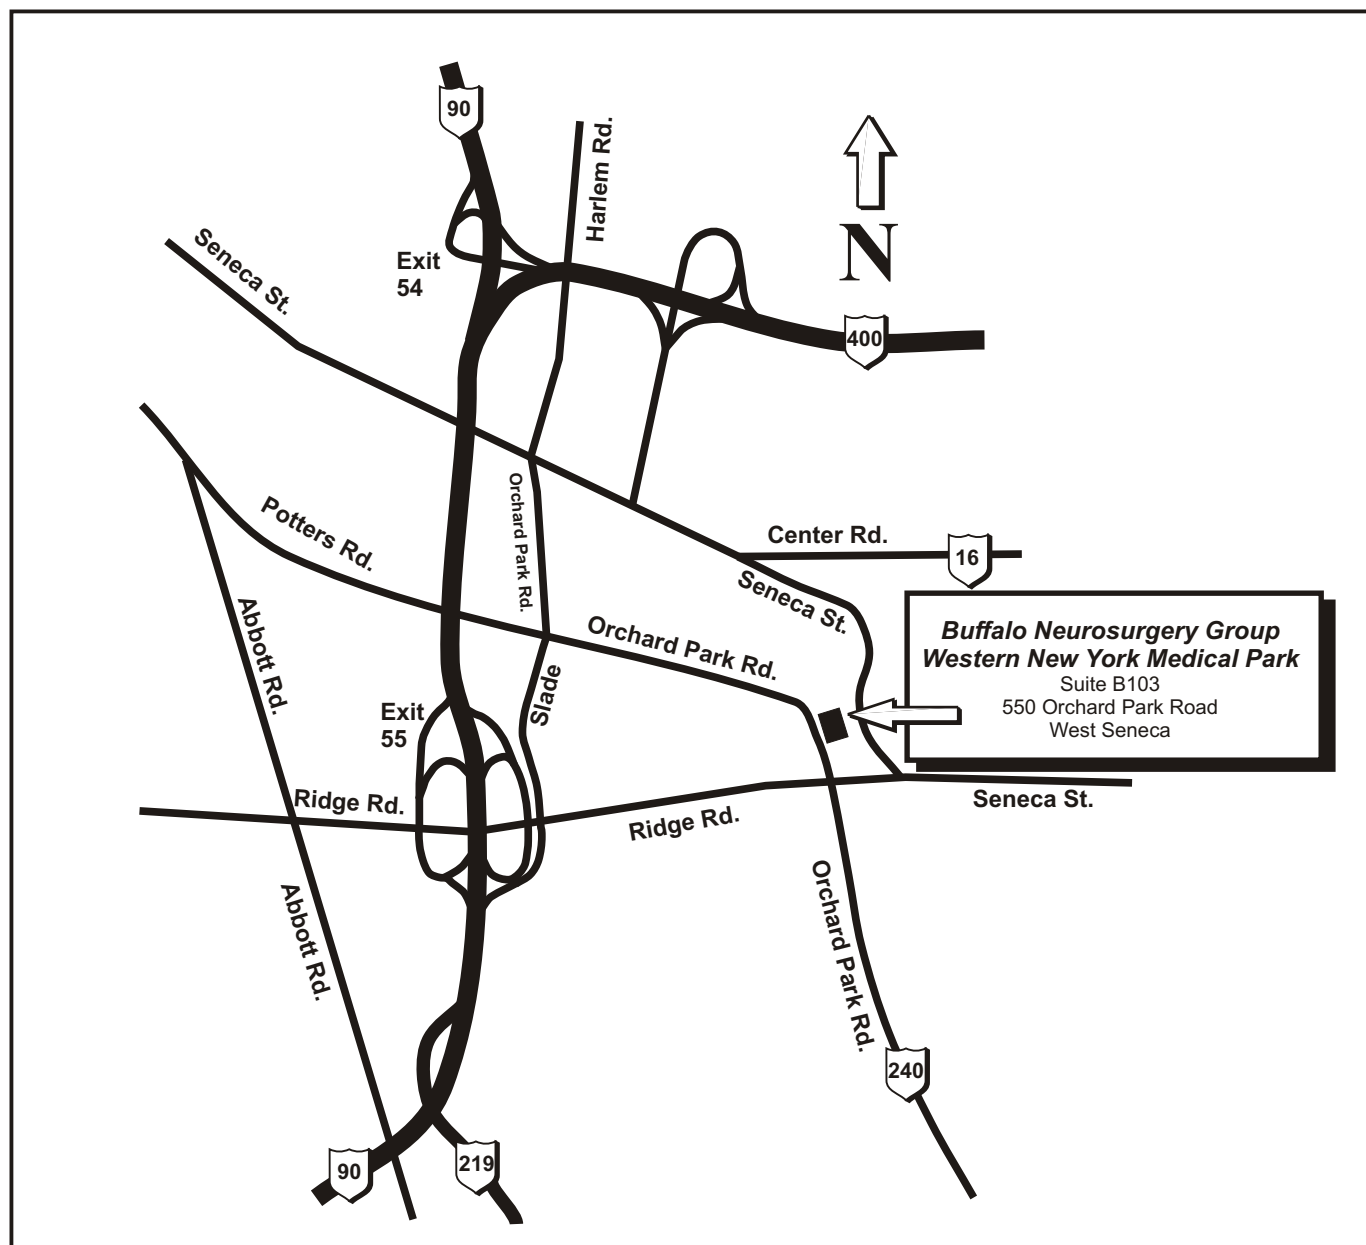 90
Harlem Rd.
N
Seneca St.
Exit
54
400
Orchard Park Rd.
Potters Rd.
Center Rd.
16
Seneca St.
Abbott Rd.
Orchard Park Rd.
Buffalo Neurosurgery Group
Western New York Medical Park
Suite B103
550 Orchard Park Road
West Seneca
Slade
Exit
55
Ridge Rd.
Ridge Rd.
Seneca St.
Abbott Rd.
Orchard Park Rd.
240
90
219